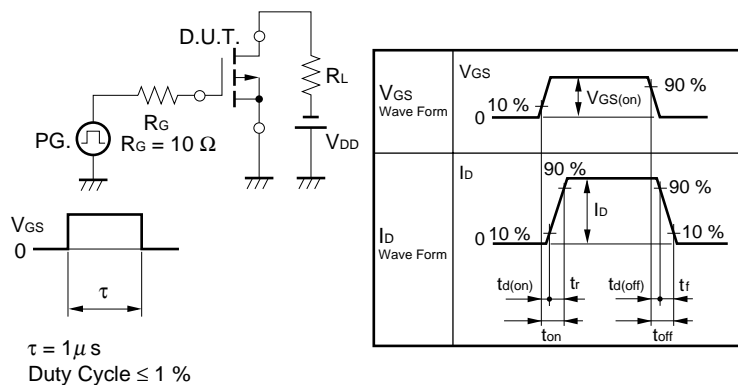 D.U.T.
RL
RG
RG = 10 Ω
PG.
VDD
VGS
0
τ
τ = 1μ s
Duty Cycle ≤ 1 %
VGS
Wave Form
VGS
10 %
0
VGS(on)
90 %
ID
Wave Form
ID
90 %
90 %
ID
0 10 %
10 %
td(on)
tr
td(off)
tf
ton
toff